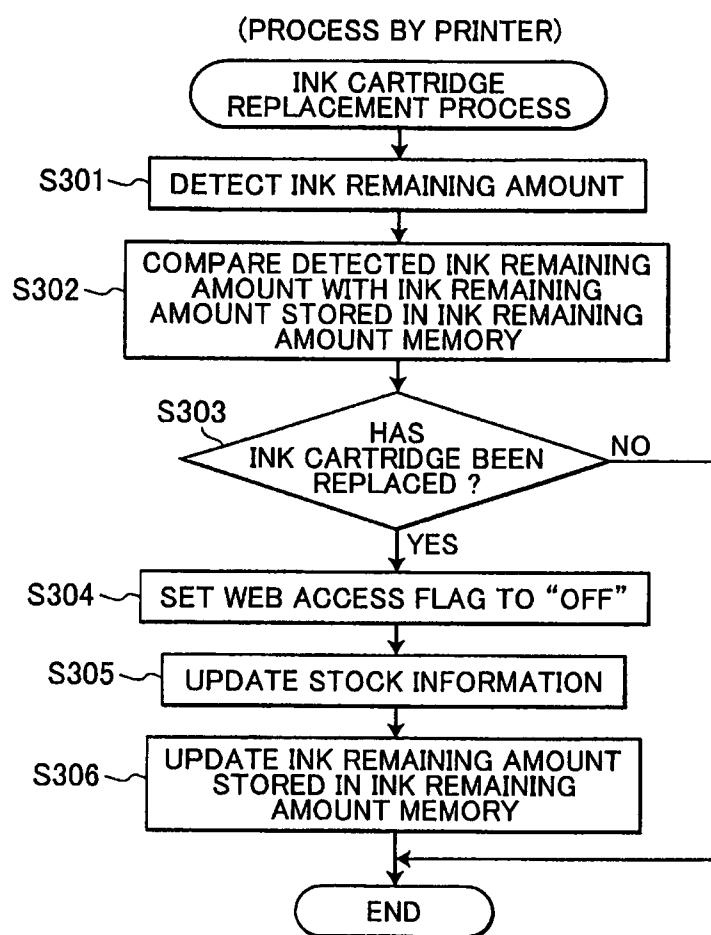 (PROCESS BY PRINTER)
INK CARTRIDGE
REPLACEMENT PROCESS
S301
DETECT INK REMAINING AMOUNT
S302
COMPARE DETECTED INK REMAINING
AMOUNT WITH INK REMAINING
AMOUNT STORED IN INK REMAINING
AMOUNT MEMORY
S303
HAS
INK CARTRIDGE BEEN
REPLACED ?
NO
YES
S304
SET WEB ACCESS FLAG TO “OFF”
S305
UPDATE STOCK INFORMATION
S306
UPDATE INK REMAINING AMOUNT
STORED IN INK REMAINING
AMOUNT MEMORY
END